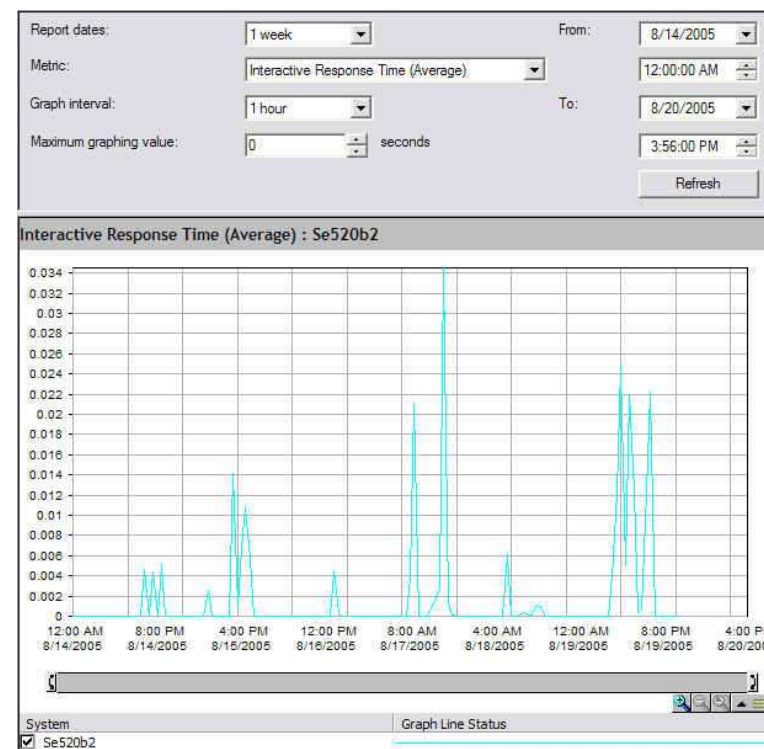 Report dates: 1 week From: 8/14/2005
Metric: Interactive Response Time (Average) 12:00:00 AM
Graph interval: 1 hour To: 8/20/2005
Maximum graphing value: 0 seconds 3:56:00 PM
Refresh
Interactive Response Time (Average) : Se520b2
0.034
0.032
0.03
0.028
0.026
0.024
0.022
0.02
0.018
0.016
0.014
0.012
0.01
0.008
0.006
0.004
0.002
0
12:00 AM 8:00 PM 4:00 PM 12:00 PM 8:00 AM 4:00 AM 12:00 AM 8:00 PM 4:00 P
8/14/2005 8/14/2005 8/15/2005 8/16/2005 8/17/2005 8/18/2005 8/19/2005 8/19/2005 8/20/200
System Graph Line Status
Se520b2